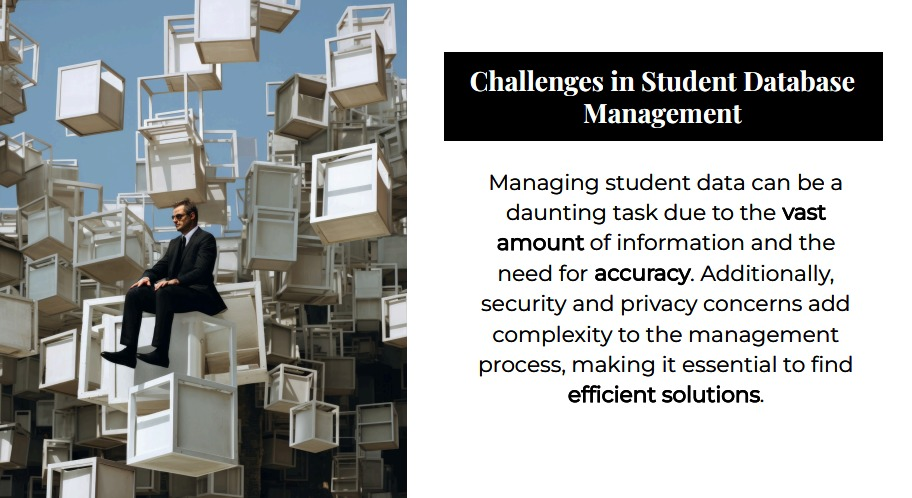 Challenges in Student Database
Management
Managing student data can be a
daunting task due to the vast
amount of information and the
need for accuracy. Additionally,
security and privacy concerns add
complexity to the management
process, making it essential to find
efficient solutions.